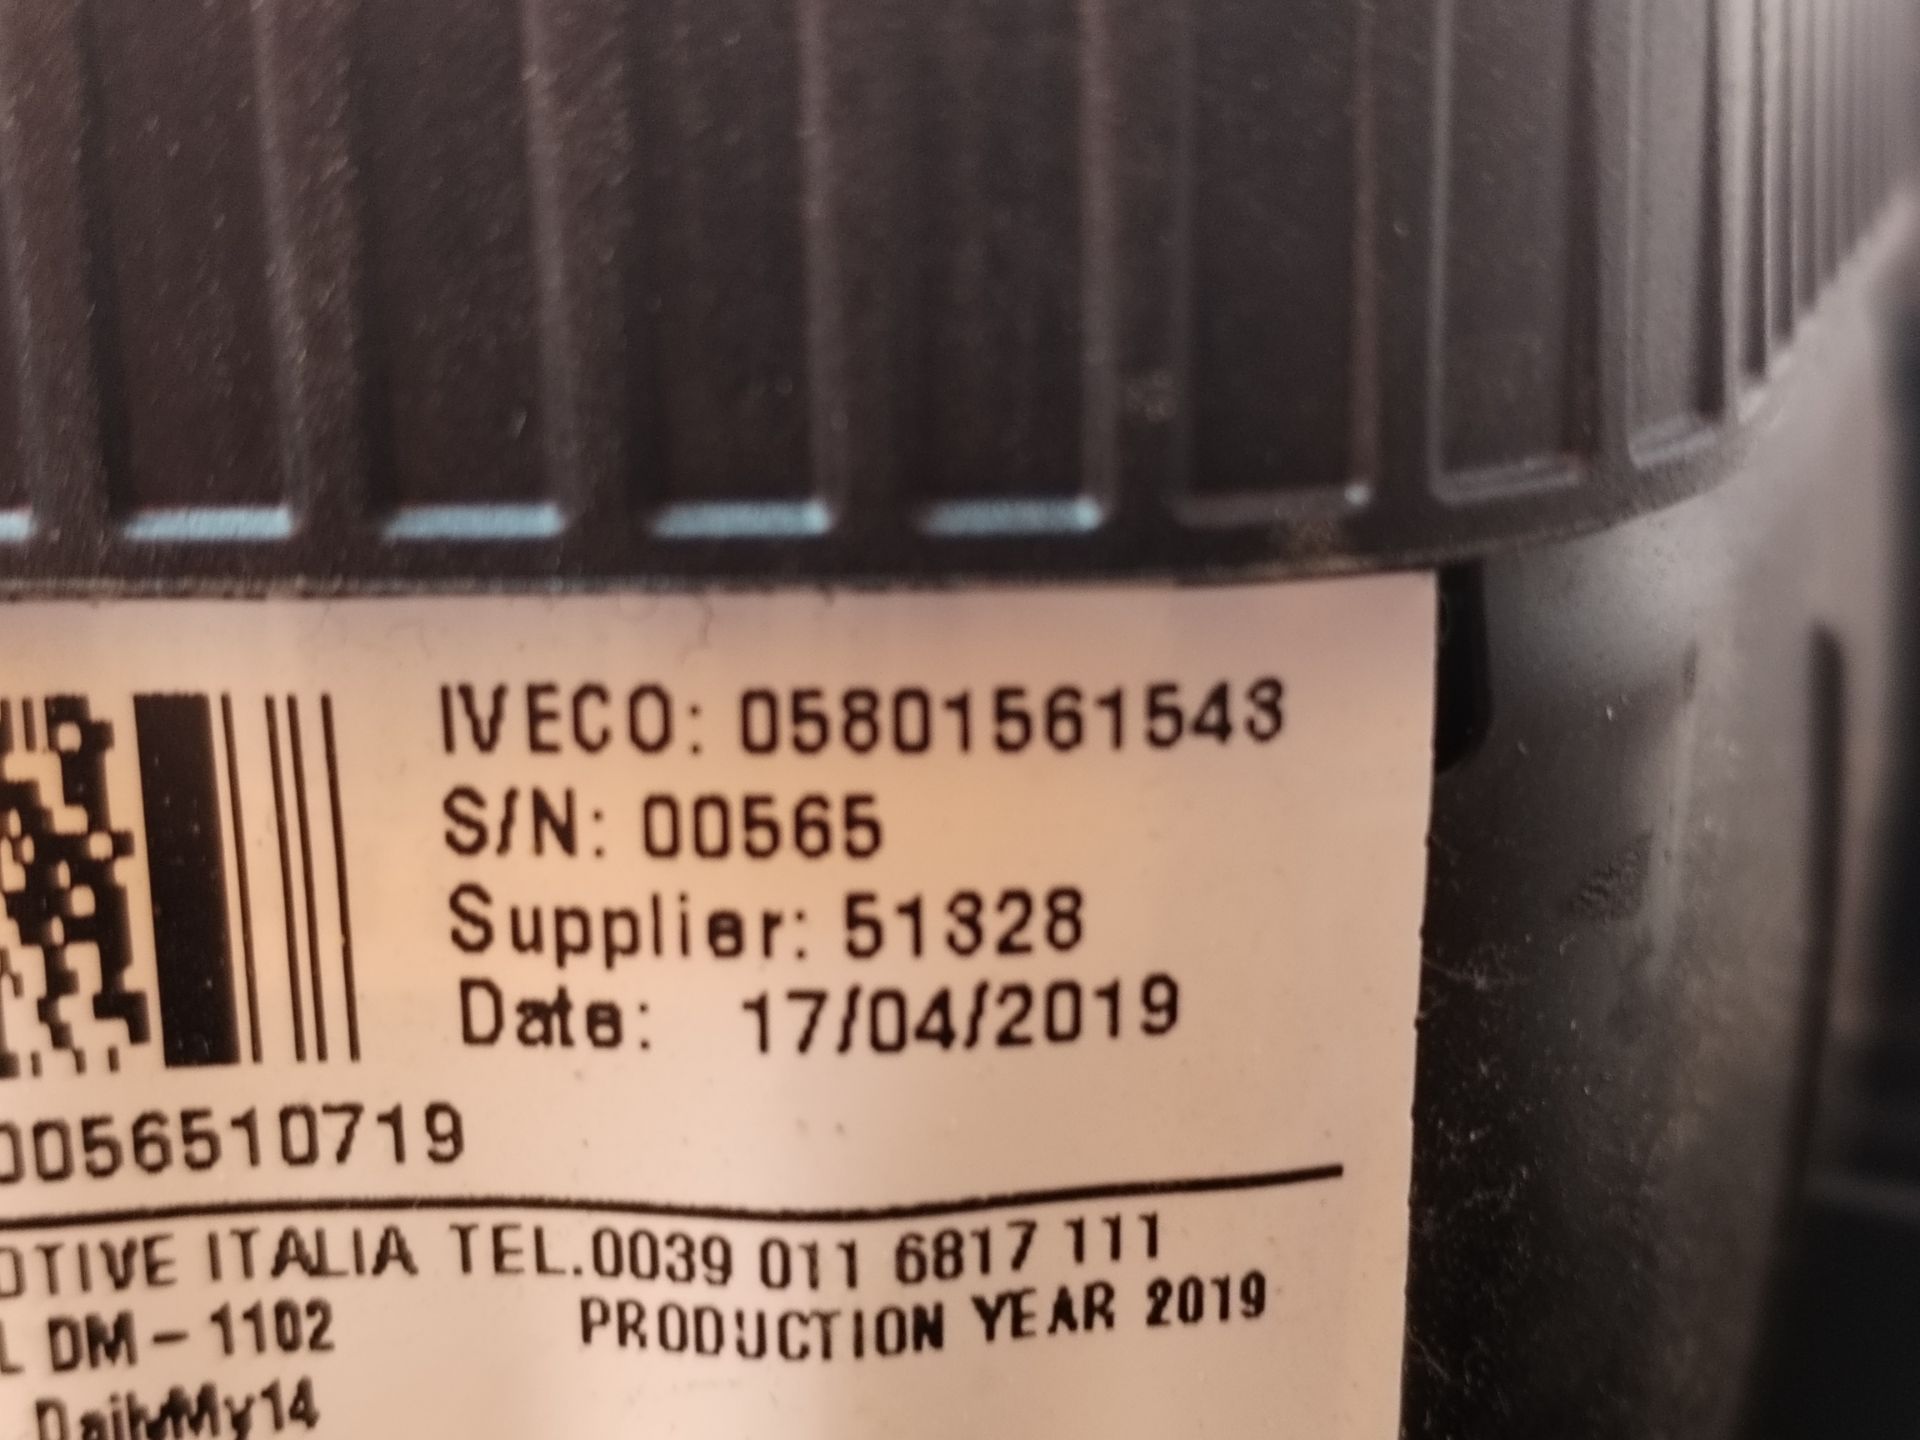 IVECO: 05801561543
S/N: 00565
Supplier: 51328
Date: 17/04/2019
0056510719
OTIVE ITALIA TEL.0039 011 6817 111
L DM-1102 PRODUCTION YEAR 2019
DailyMy14